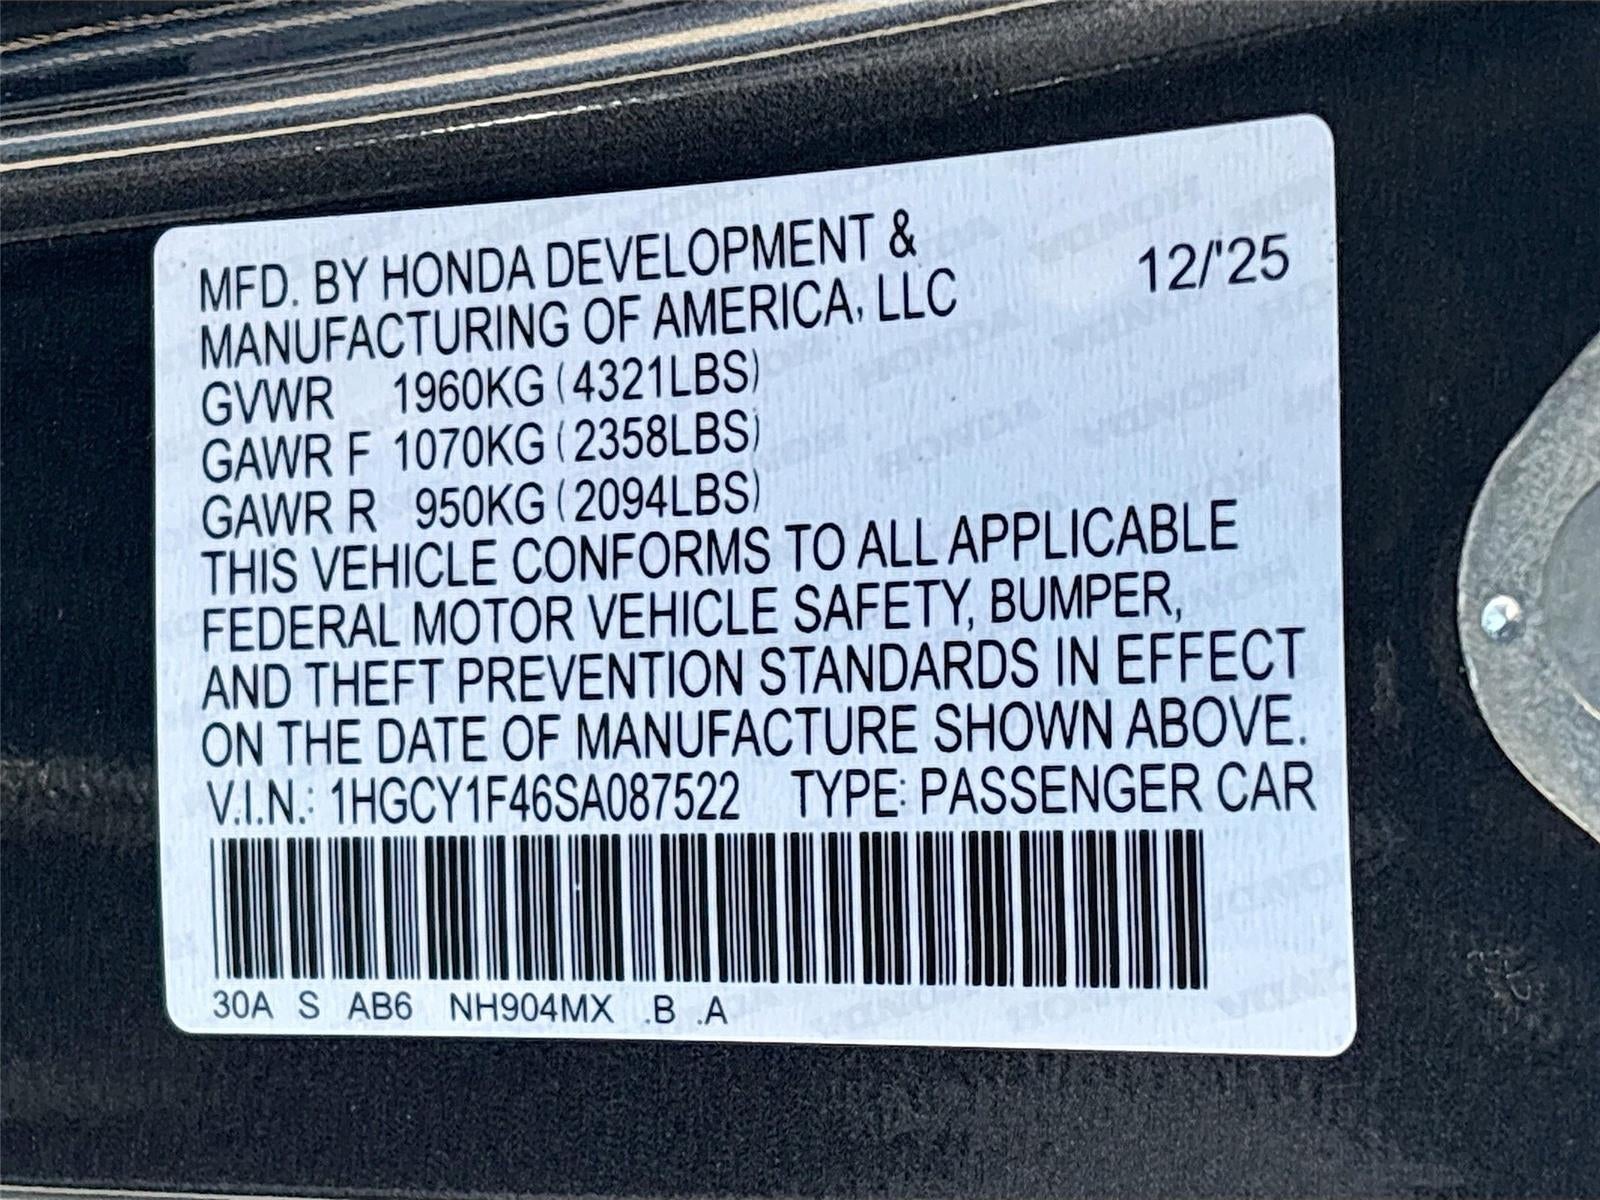 MFD. BY HONDA DEVELOPMENT &
MANUFACTURING OF AMERICA, LLC
12/'25
GVWR 1960KG (4321LBS)
GAWR F 1070KG (2358LBS)
GAWR R 950KG (2094LBS)
THIS VEHICLE CONFORMS TO ALL APPLICABLE
FEDERAL MOTOR VEHICLE SAFETY, BUMPER,
AND THEFT PREVENTION STANDARDS IN EFFECT
ON THE DATE OF MANUFACTURE SHOWN ABOVE.
V.I.N.: 1HGCY1F46SA087522 TYPE: PASSENGER CAR
30A S AB6 NH904MX .B .A